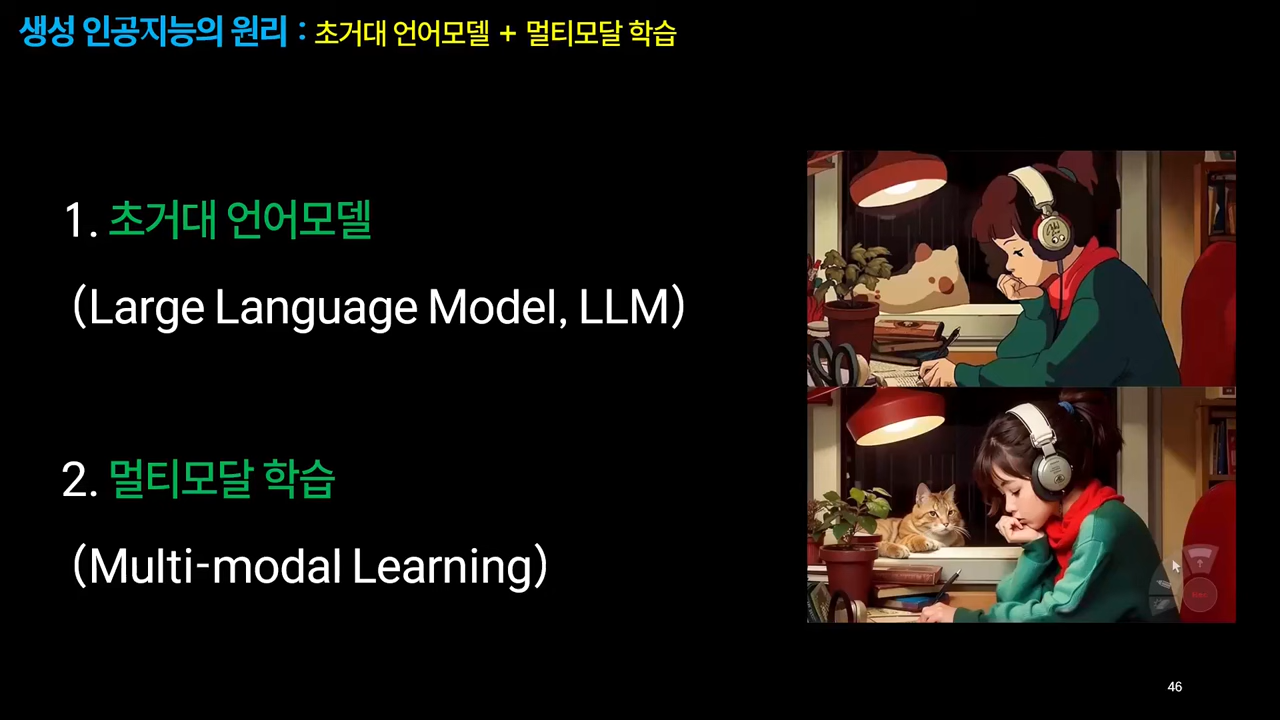 생성 인공지능의 원리 : 초거대 언어모델 + 멀티모달 학습
1. 초거대 언어모델
(Large Language Model, LLM)
2. 멀티모달 학습
(Multi-modal Learning)
46